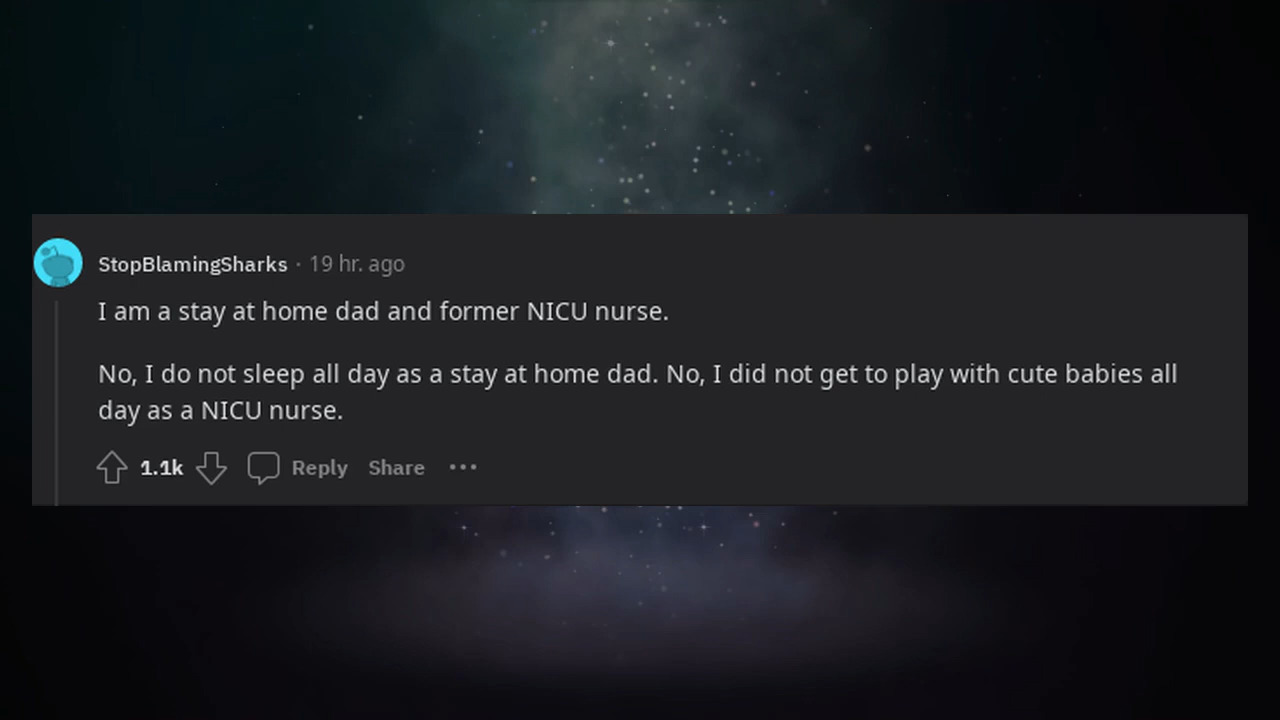 StopBlamingSharks · 19 hr. ago
I am a stay at home dad and former NICU nurse.
No, I do not sleep all day as a stay at home dad. No, I did not get to play with cute babies all
day as a NICU nurse.
1.1k Reply Share ···